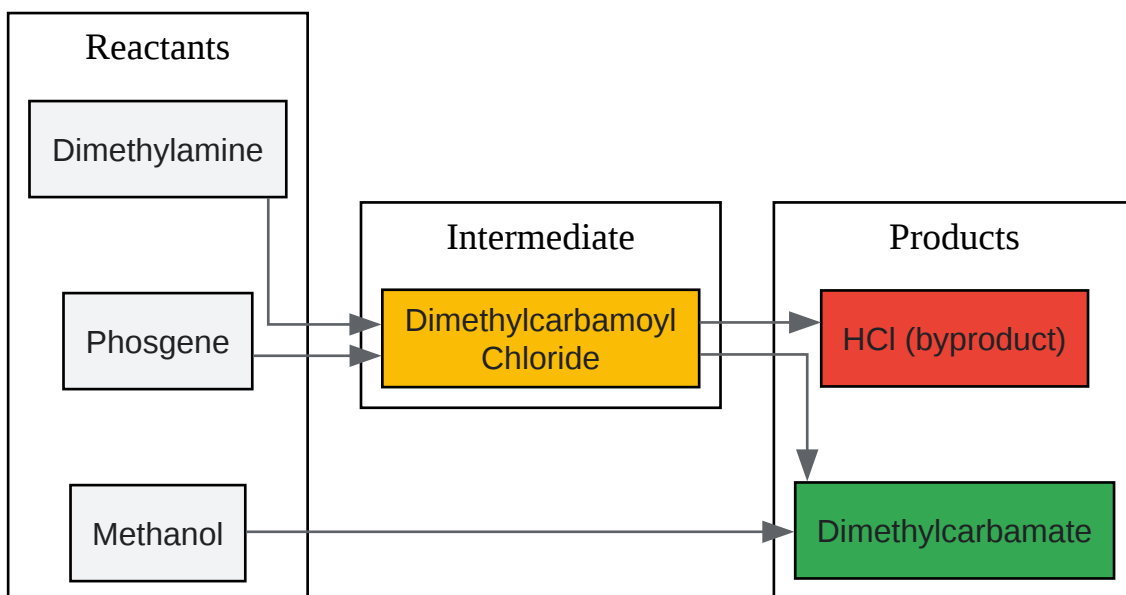 Reactants
Dimethylamine
Phosgene
Methanol
Intermediate
Dimethylcarbamoyl
Chloride
Products
HCl (byproduct)
Dimethylcarbamate